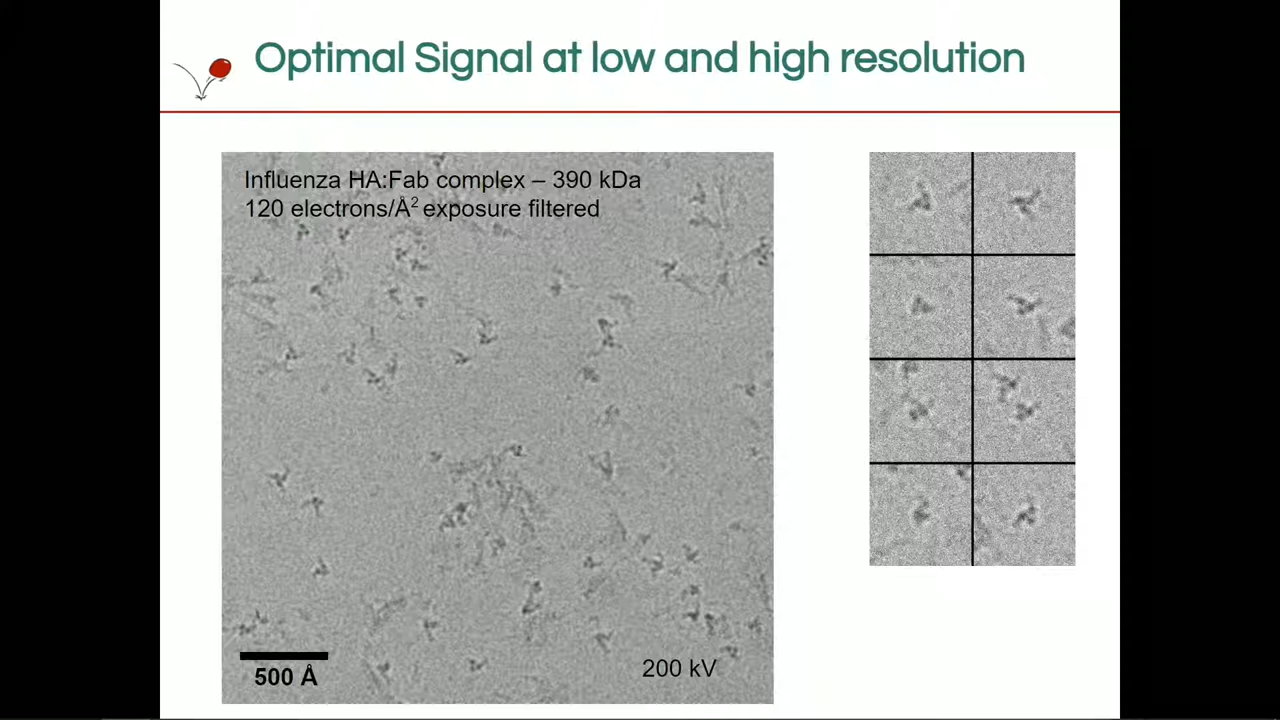 Optimal Signal at low and high resolution
Influenza HA:Fab complex – 390 kDa
120 electrons/Å² exposure filtered
500 Å
200 kV